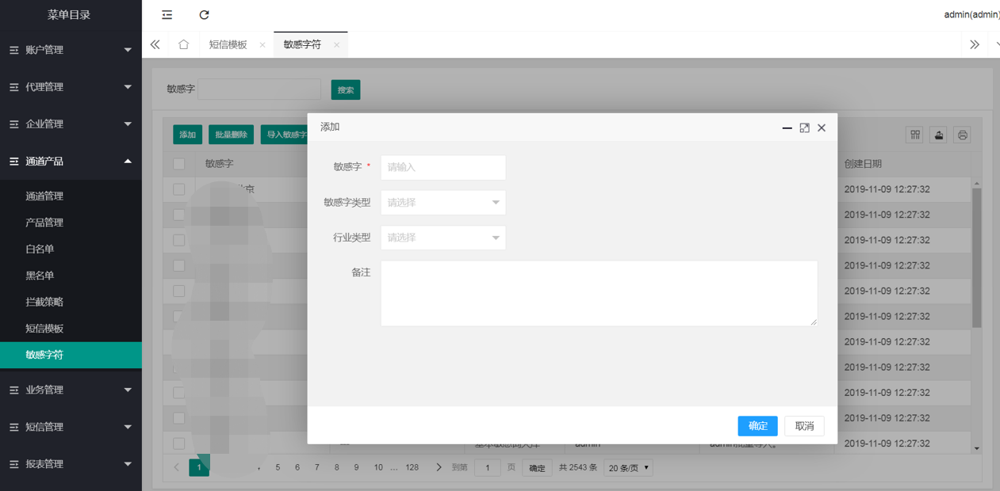 菜单目录
admin(admin)
账户管理
代理管理
企业管理
通道产品
通道管理
产品管理
白名单
黑名单
拦截策略
短信模板
敏感字符
业务管理
短信管理
报表管理
短信模板
敏感字符
敏感字
搜索
添加
批量删除
导入敏感字
敏感字
创建日期
京
2019-11-09 12:27:32
2019-11-09 12:27:32
2019-11-09 12:27:32
2019-11-09 12:27:32
2019-11-09 12:27:32
2019-11-09 12:27:32
2019-11-09 12:27:32
2019-11-09 12:27:32
2019-11-09 12:27:32
2019-11-09 12:27:32
2019-11-09 12:27:32
添加
敏感字 *
请输入
敏感字类型
请选择
行业类型
请选择
备注
确定
取消
admin
admin批量导入。
1
5 6 7 8 9 10 … 128
到第 1 页 确定 共 2543 条 20 条/页